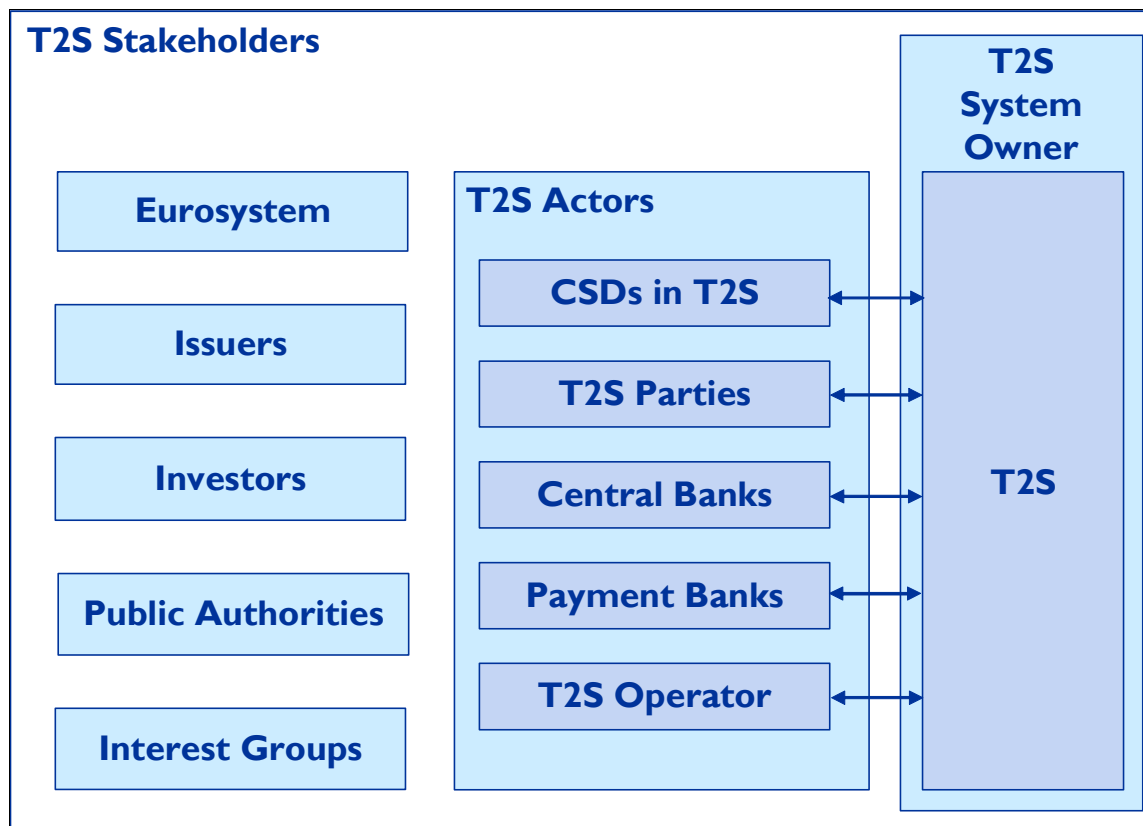 T2S Stakeholders
Eurosystem
Issuers
Investors
Public Authorities
Interest Groups
T2S Actors
CSDs in T2S
T2S Parties
Central Banks
Payment Banks
T2S Operator
T2S
System
Owner
T2S